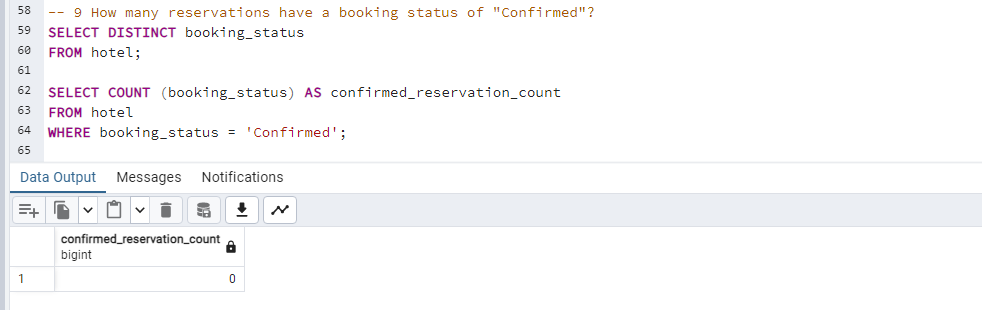 58 -- 9 How many reservations have a booking status of "Confirmed"?
59 SELECT DISTINCT booking_status
60 FROM hotel;
61
62 SELECT COUNT (booking_status) AS confirmed_reservation_count
63 FROM hotel
64 WHERE booking_status = 'Confirmed';
65
Data Output Messages Notifications
confirmed_reservation_count
bigint
1 0